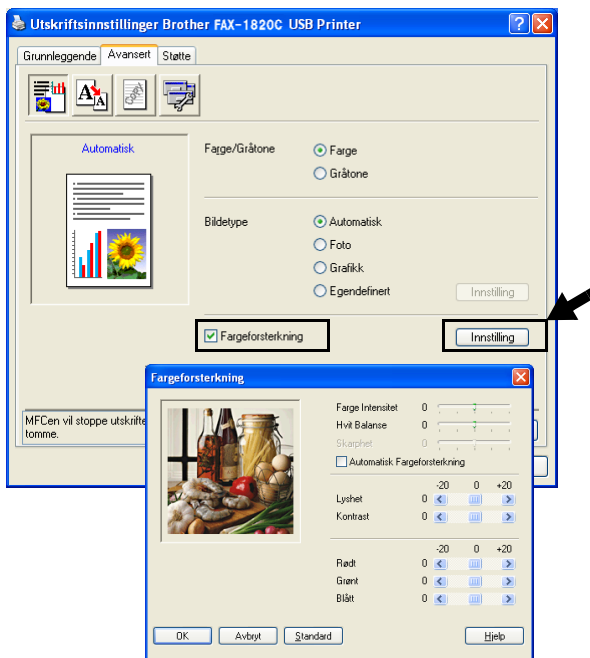 Utskriftsinnstillinger Brother FAX-1820C USB Printer
Grunnleggende Avansert Støtte
Automatisk
Farge/Gråtone
Farge
Gråtone
Bildetype
Automatisk
Foto
Grafikk
Egendefinert Innstilling
Fargeforsterkning Innstilling
MFCen vil stoppe utskrifte
tomme.
Fargeforsterkning
Farge Intensitet 0
Hvit Balanse 0
Skarphet 0
Automatisk Fargeforsterkning
-20 0 +20
Lyshet 0
Kontrast 0
-20 0 +20
Rødt 0
Grønt 0
Blått 0
OK Avbryt Standard Hjelp